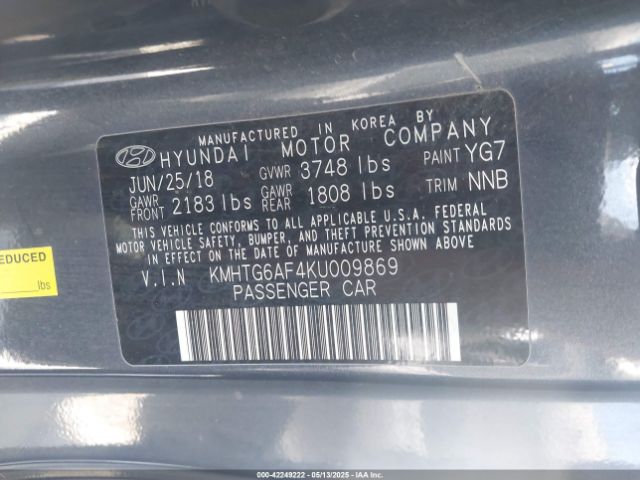 MANUFACTURED IN KOREA BY
HYUNDAI MOTOR COMPANY
JUN/25/18 GVWR 3748 lbs PAINT YG7
GAWR FRONT 2183 lbs GAWR REAR 1808 lbs TRIM NNB
THIS VEHICLE CONFORMS TO ALL APPLICABLE U.S.A. FEDERAL
MOTOR VEHICLE SAFETY, BUMPER, AND THEFT PREVENTION STANDARDS
IN EFFECT ON THE DATE OF MANUFACTURE SHOWN ABOVE.
V.I.N KMHTG6AF4KU009869
PASSENGER CAR
EDUCED
lbs
000-42249222 - 05/13/2025 - IAA Inc.